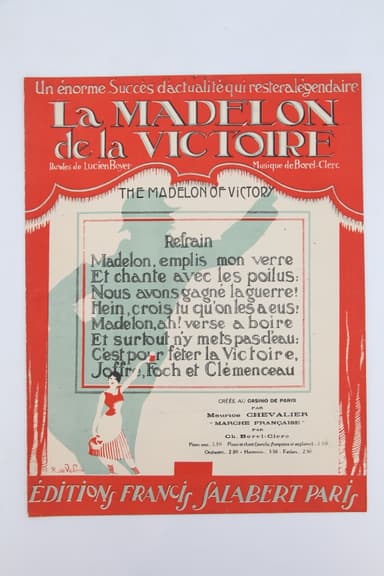 Un énorme Succès d'actualité qui restera légendaire
LA MADELON
de la VICTOIRE
Paroles de Lucien Boyer
Musique de Borel-Clerc
THE MADELON OF VICTORY
Refrain
Madelon, emplis mon verre
Et chante avec les poilus:
Nous avons gagné la guerre!
Hein, crois tu qu'on les a eus!
Madelon, ah! verse a boire
Et surtout n'y mets pas d'eau:
C'est pour fêter la Victoire,
Joffre, Foch et Clémenceau
CRÉÉE AU CASINO DE PARIS
PAR
Maurice CHEVALIER
"MARCHE FRANÇAISE"
PAR
Ch. Borel-Clerc
ÉDITIONS FRANCIS SALABERT PARIS